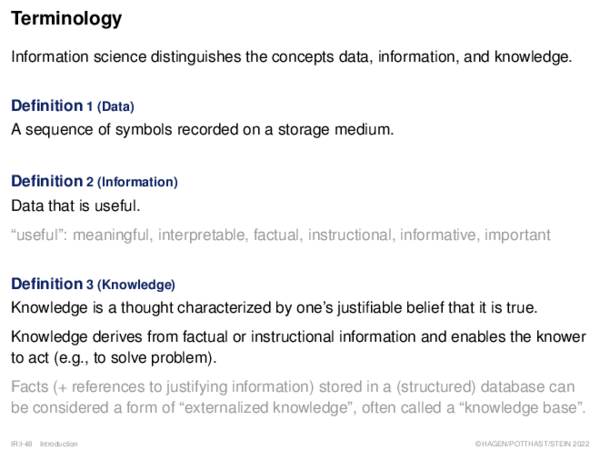 Terminology
Information science distinguishes the concepts data, information, and knowledge.
Definition 1 (Data)
A sequence of symbols recorded on a storage medium.
Definition 2 (Information)
Data that is useful.
“useful”: meaningful, interpretable, factual, instructional, informative, important
Definition 3 (Knowledge)
Knowledge is a thought characterized by one’s justifiable belief that it is true.
Knowledge derives from factual or instructional information and enables the knower
to act (e.g., to solve problem).
Facts (+ references to justifying information) stored in a (structured) database can
be considered a form of “externalized knowledge”, often called a “knowledge base”.
IR:I-48 Introduction ©HAGEN/POTTHAST/STEIN 2022